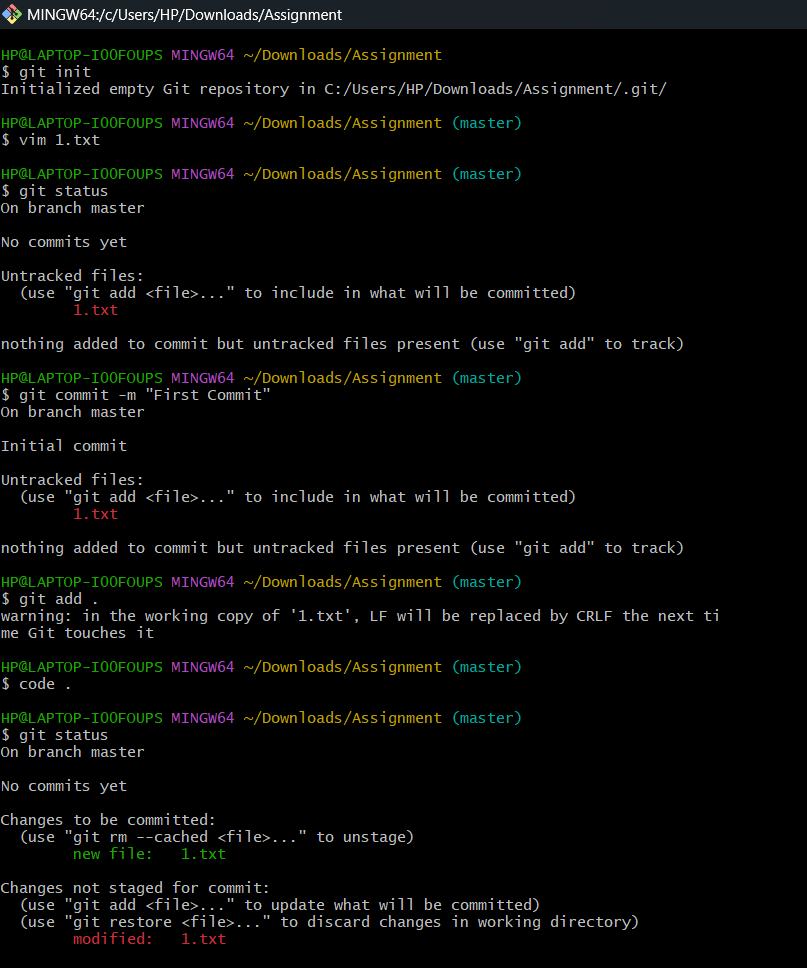 MINGW64:/c/Users/HP/Downloads/Assignment
HP@LAPTOP-IO0FOUPS MINGW64 ~/Downloads/Assignment
$ git init
Initialized empty Git repository in C:/Users/HP/Downloads/Assignment/.git/
HP@LAPTOP-IO0FOUPS MINGW64 ~/Downloads/Assignment (master)
$ vim 1.txt
HP@LAPTOP-IO0FOUPS MINGW64 ~/Downloads/Assignment (master)
$ git status
On branch master
No commits yet
Untracked files:
  (use "git add <file>..." to include in what will be committed)
        1.txt
nothing added to commit but untracked files present (use "git add" to track)
HP@LAPTOP-IO0FOUPS MINGW64 ~/Downloads/Assignment (master)
$ git commit -m "First Commit"
On branch master
Initial commit
Untracked files:
  (use "git add <file>..." to include in what will be committed)
        1.txt
nothing added to commit but untracked files present (use "git add" to track)
HP@LAPTOP-IO0FOUPS MINGW64 ~/Downloads/Assignment (master)
$ git add .
warning: in the working copy of '1.txt', LF will be replaced by CRLF the next ti
me Git touches it
HP@LAPTOP-IO0FOUPS MINGW64 ~/Downloads/Assignment (master)
$ code .
HP@LAPTOP-IO0FOUPS MINGW64 ~/Downloads/Assignment (master)
$ git status
On branch master
No commits yet
Changes to be committed:
  (use "git rm --cached <file>..." to unstage)
        new file:   1.txt
Changes not staged for commit:
  (use "git add <file>..." to update what will be committed)
  (use "git restore <file>..." to discard changes in working directory)
        modified:   1.txt